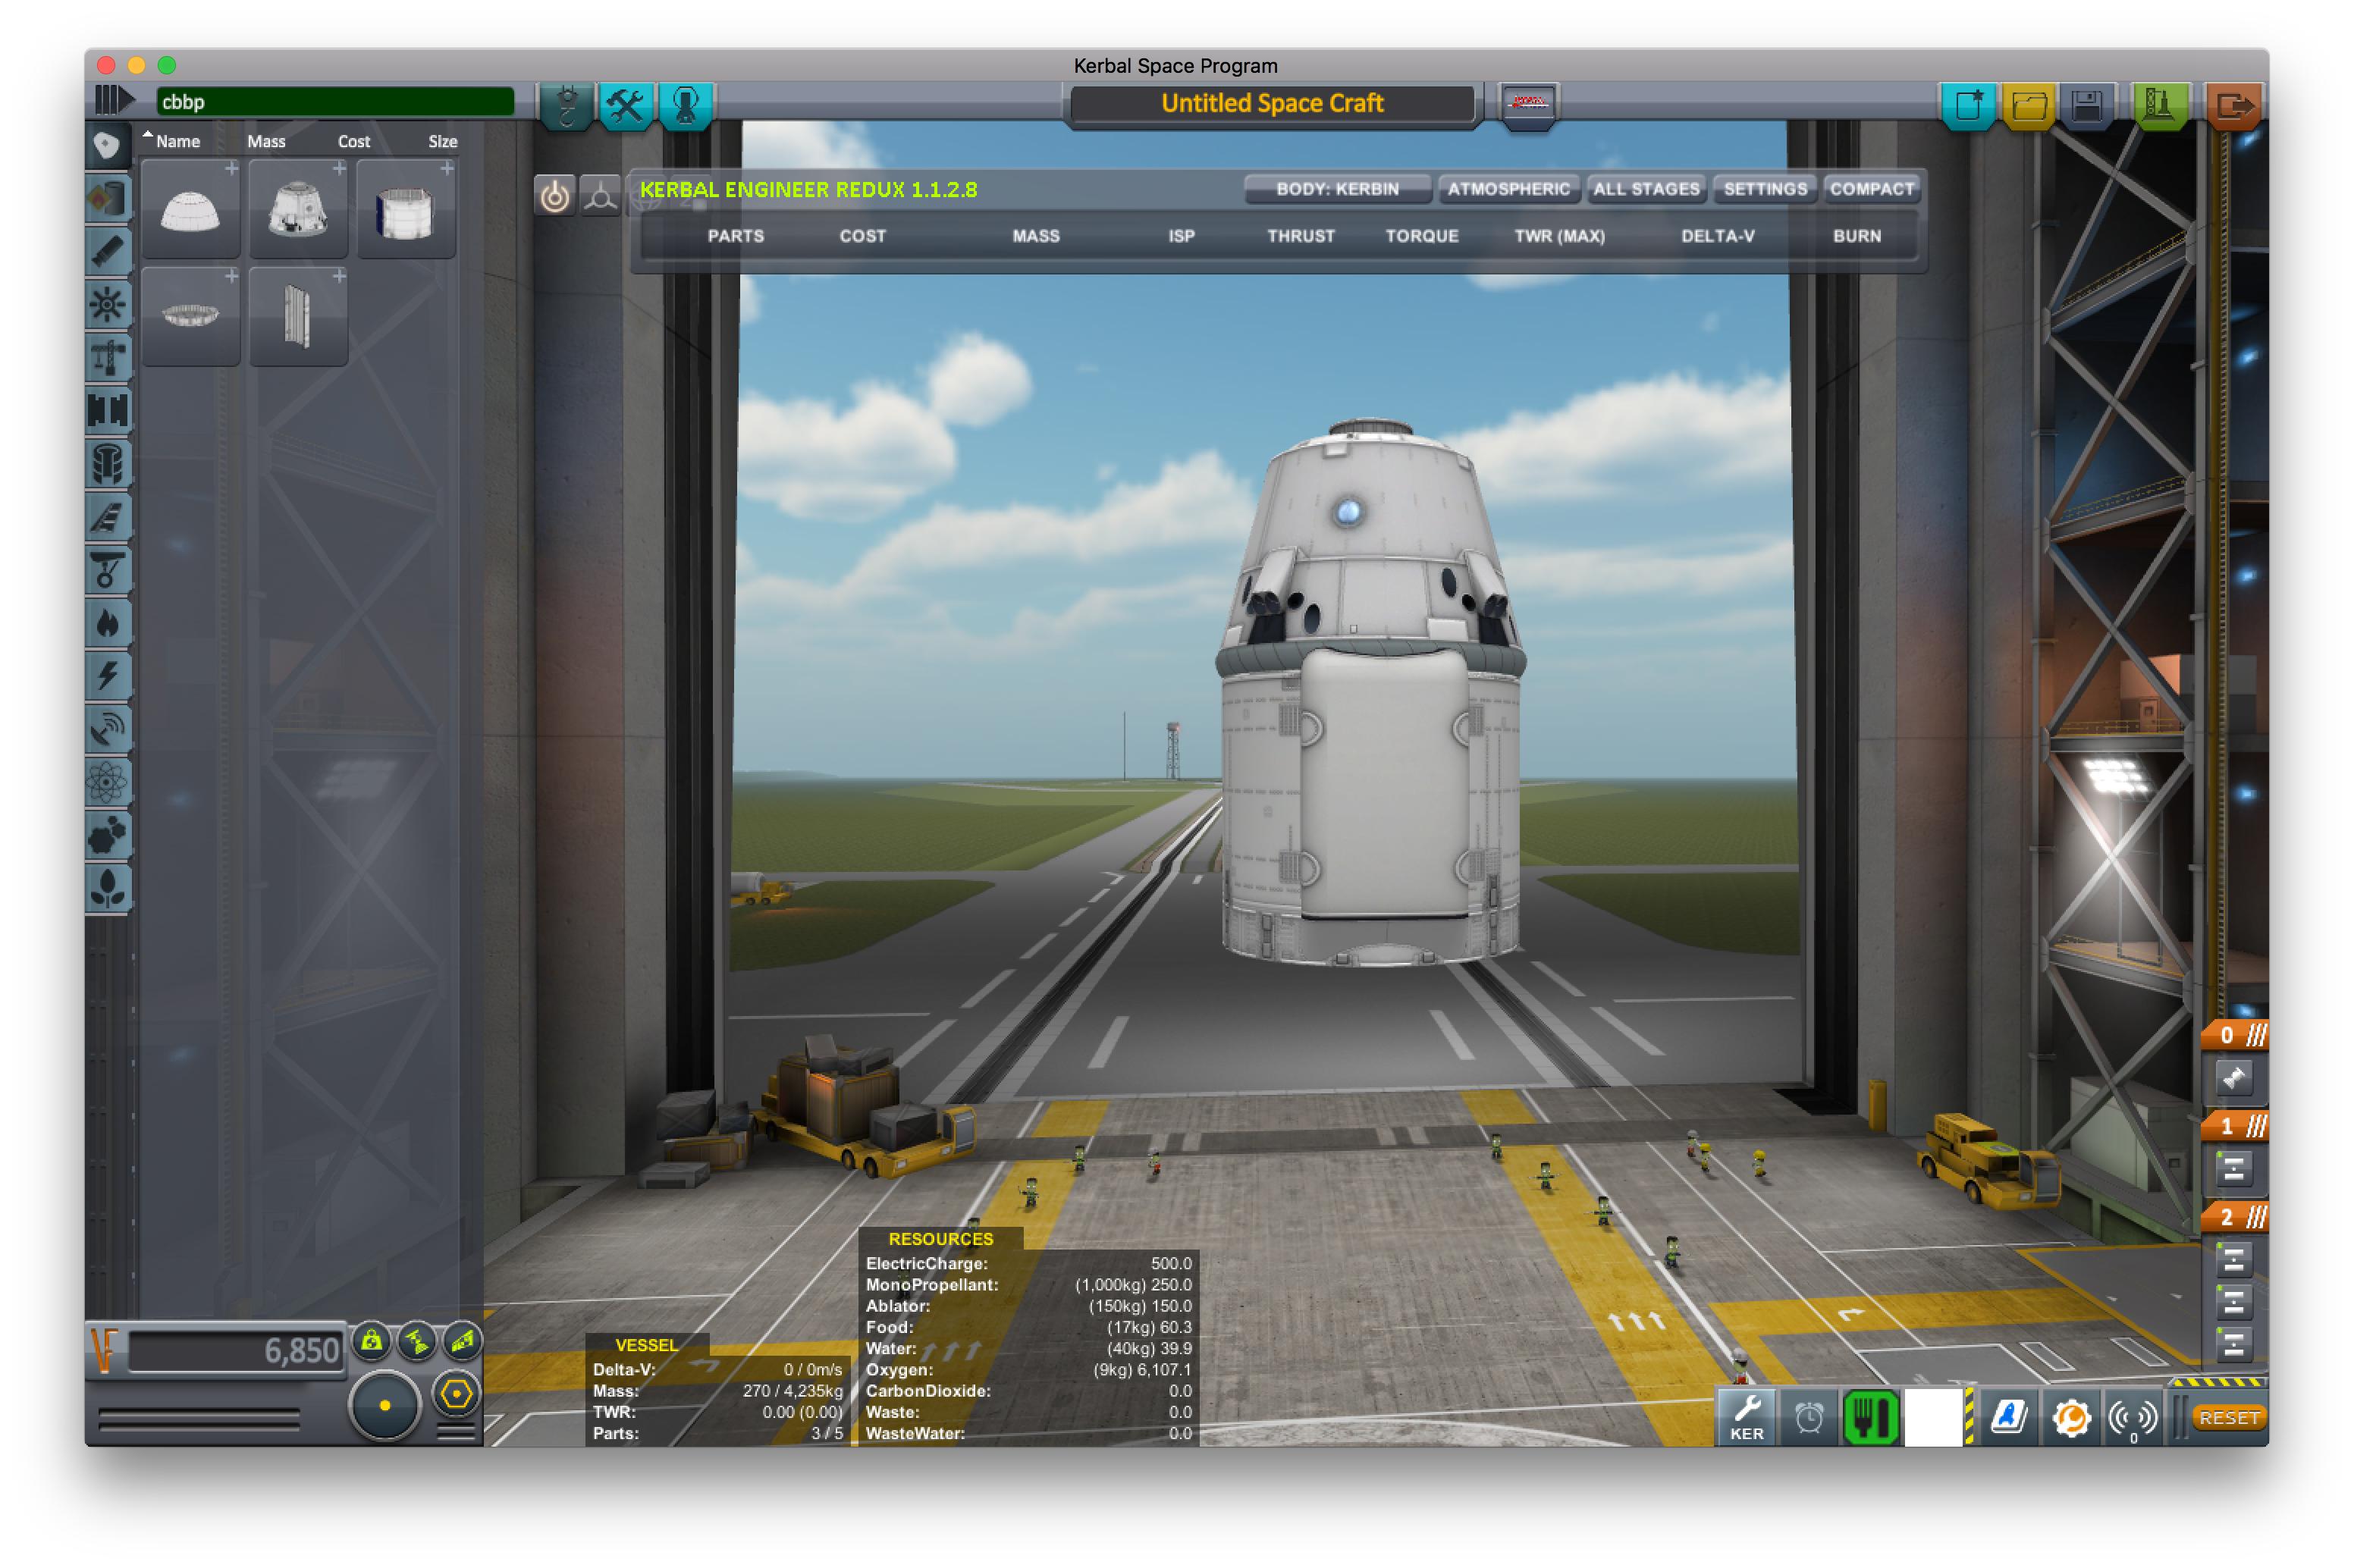 Kerbal Space Program
cbbp
Untitled Space Craft
Name Mass Cost Size
KERBAL ENGINEER REDUX 1.1.2.8
BODY: KERBIN ATMOSPHERIC ALL STAGES SETTINGS COMPACT
PARTS COST MASS ISP THRUST TORQUE TWR (MAX) DELTA-V BURN
0
1
2
RESOURCES
ElectricCharge: 500.0
MonoPropellant: (1,000kg) 250.0
Ablator: (150kg) 150.0
Food: (17kg) 60.3
Water: (40kg) 39.9
Oxygen: (9kg) 6,107.1
CarbonDioxide: 0.0
Waste: 0.0
WasteWater: 0.0
VESSEL
Delta-V: 0 / 0m/s
Mass: 270 / 4,235kg
TWR: 0.00 (0.00)
Parts: 3 / 5
6,850
KER
0
RESET